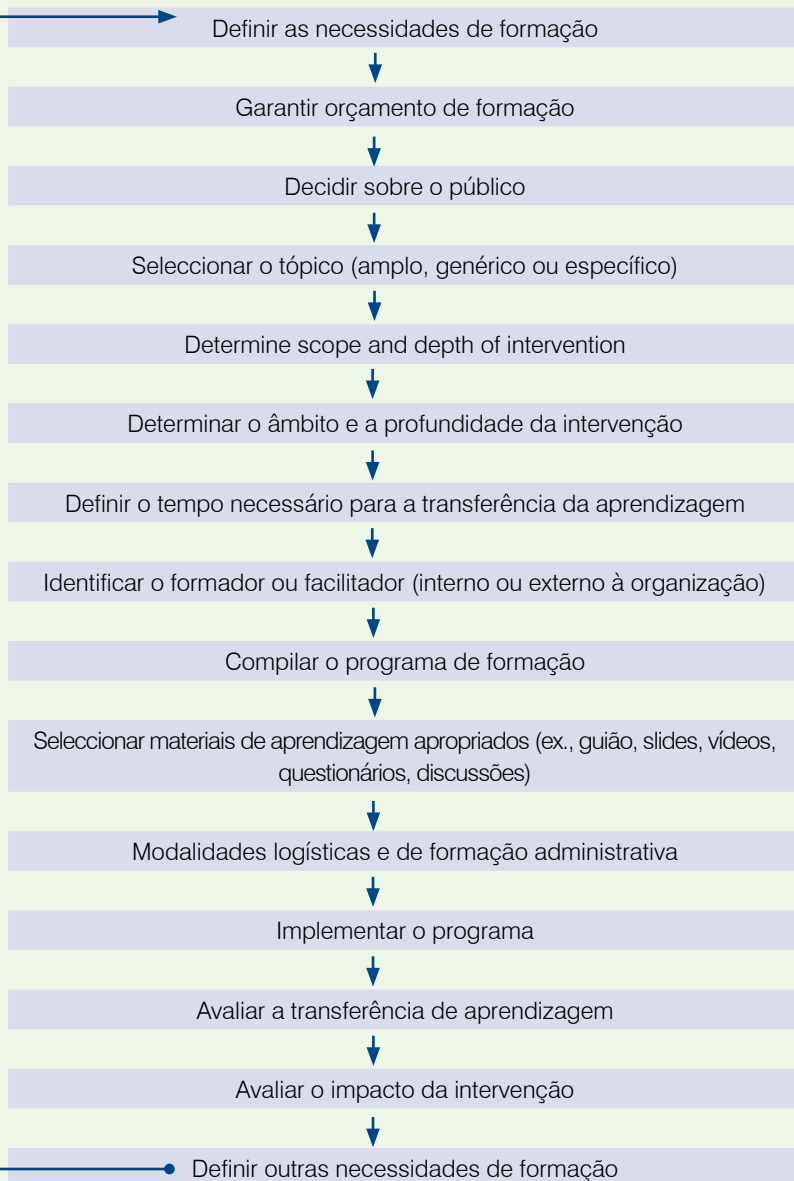 Definir as necessidades de formação
Garantir orçamento de formação
Decidir sobre o público
Seleccionar o tópico (amplo, genérico ou específico)
Determine scope and depth of intervention
Determinar o âmbito e a profundidade da intervenção
Definir o tempo necessário para a transferência da aprendizagem
Identificar o formador ou facilitador (interno ou externo à organização)
Compilar o programa de formação
Seleccionar materiais de aprendizagem apropriados (ex., guião, slides, vídeos,
questionários, discussões)
Modalidades logísticas e de formação administrativa
Implementar o programa
Avaliar a transferência de aprendizagem
Avaliar o impacto da intervenção
Definir outras necessidades de formação